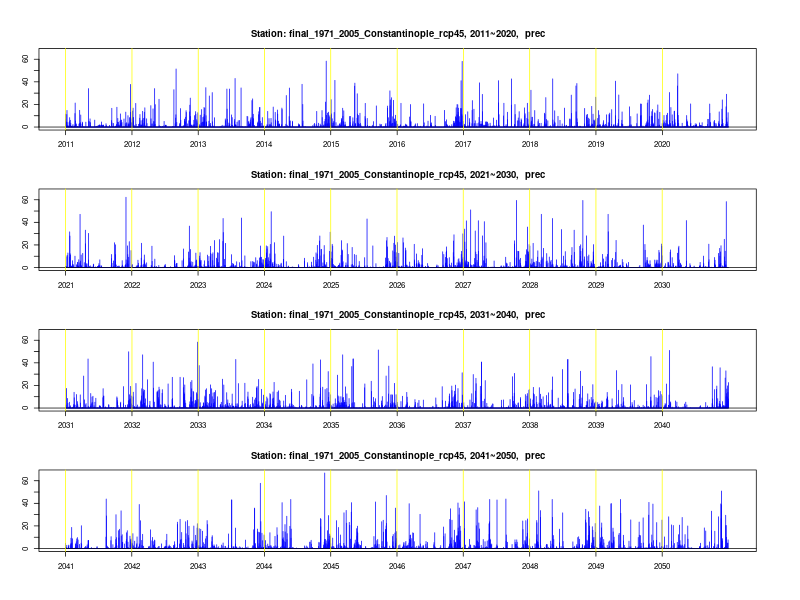 Station: final_1971_2005_Constantinople_rcp45, 2011~2020, prec
0 20 40 60
2011 2012 2013 2014 2015 2016 2017 2018 2019 2020
Station: final_1971_2005_Constantinople_rcp45, 2021~2030, prec
0 20 40 60
2021 2022 2023 2024 2025 2026 2027 2028 2029 2030
Station: final_1971_2005_Constantinople_rcp45, 2031~2040, prec
0 20 40 60
2031 2032 2033 2034 2035 2036 2037 2038 2039 2040
Station: final_1971_2005_Constantinople_rcp45, 2041~2050, prec
0 20 40 60
2041 2042 2043 2044 2045 2046 2047 2048 2049 2050